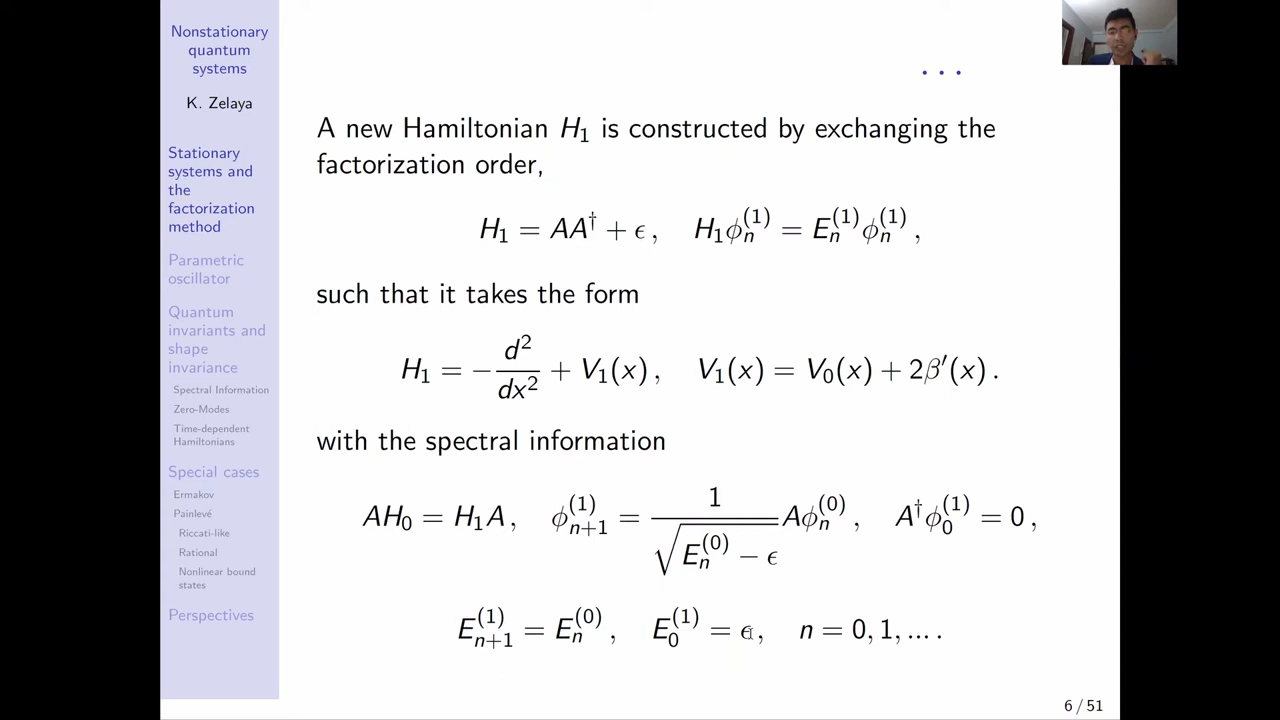 Nonstationary
quantum
systems
K. Zelaya
Stationary
systems and
the
factorization
method
Parametric
oscillator
Quantum
invariants and
shape
invariance
Spectral Information
Zero-Modes
Time-dependent
Hamiltonians
Special cases
Ermakov
Painlevé
Riccati-like
Rational
Nonlinear bound
states
Perspectives
. . .
A new Hamiltonian H₁ is constructed by exchanging the
factorization order,
H₁ = AA† + ϵ ,   H₁ϕₙ⁽¹⁾ = Eₙ⁽¹⁾ϕₙ⁽¹⁾ ,
such that it takes the form
H₁ = − d²/dx² + V₁(x) ,   V₁(x) = V₀(x) + 2β′(x) .
with the spectral information
AH₀ = H₁A ,   ϕₙ₊₁⁽¹⁾ = 1/√(Eₙ⁽⁰⁾ − ϵ) Aϕₙ⁽⁰⁾ ,   A†ϕ₀⁽¹⁾ = 0 ,
Eₙ₊₁⁽¹⁾ = Eₙ⁽⁰⁾ ,   E₀⁽¹⁾ = ϵ ,   n = 0, 1, ... .
6 / 51